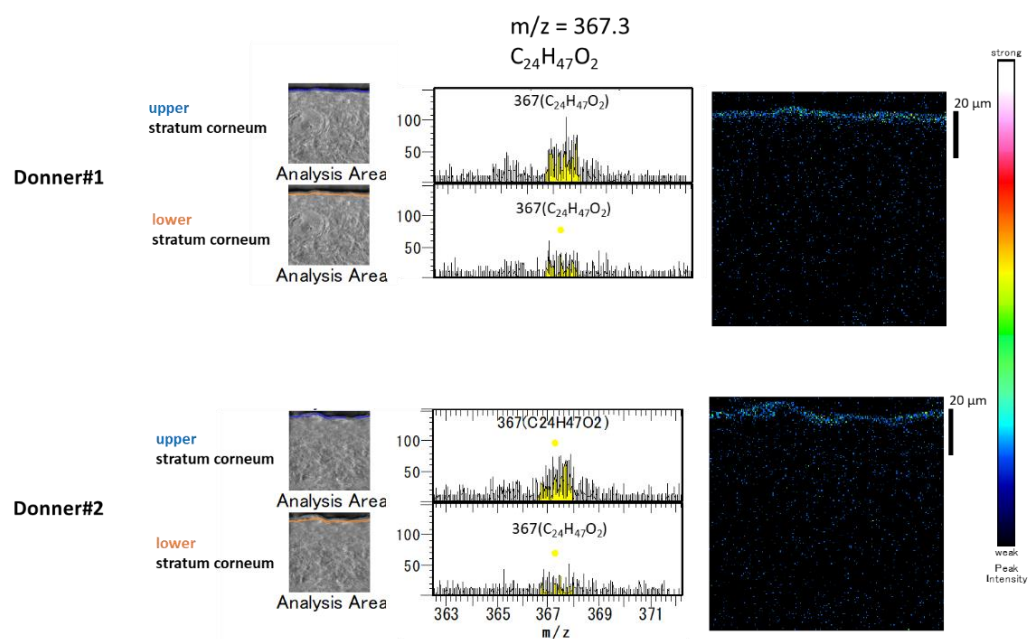 m/z = 367.3
C₂₄H₄₇O₂
strong
20 μm
upper
stratum corneum
Analysis Area
367(C₂₄H₄₇O₂)
100
50
Donner#1
lower
stratum corneum
Analysis Area
367(C₂₄H₄₇O₂)
100
50
20 μm
upper
stratum corneum
Analysis Area
367(C24H47O2)
100
50
Donner#2
lower
stratum corneum
Analysis Area
367(C₂₄H₄₇O₂)
100
50
363 365 367 369 371
m/z
weak
Peak
Intensity